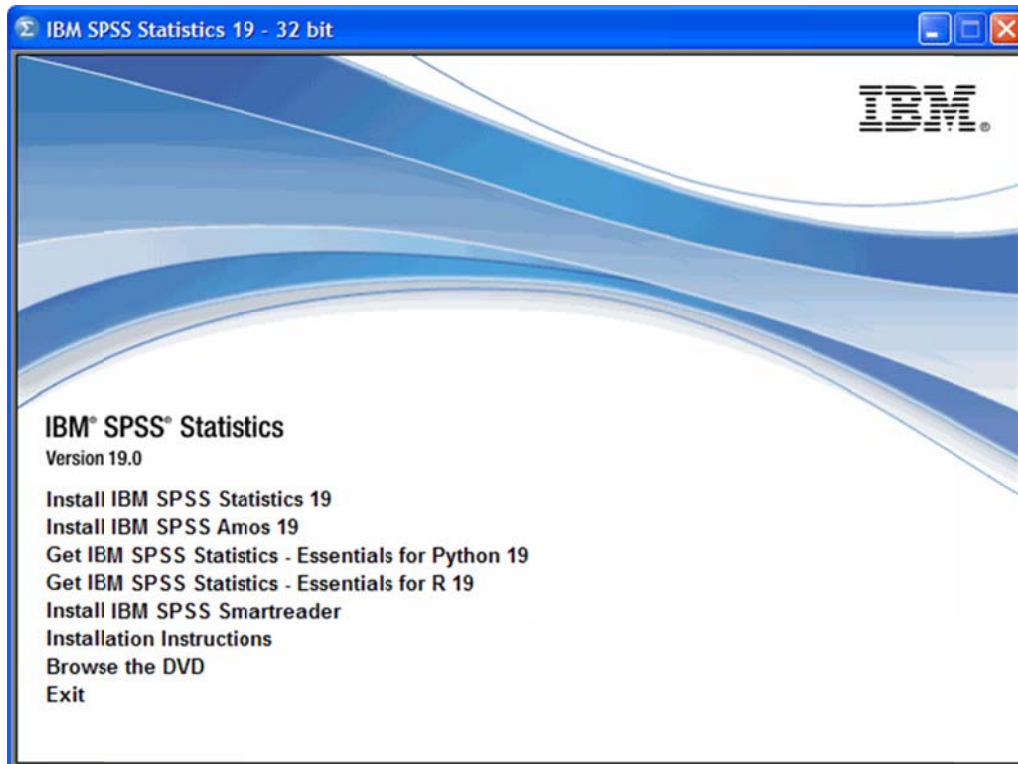 IBM SPSS Statistics 19 - 32 bit
IBM®
IBM® SPSS® Statistics
Version 19.0
Install IBM SPSS Statistics 19
Install IBM SPSS Amos 19
Get IBM SPSS Statistics - Essentials for Python 19
Get IBM SPSS Statistics - Essentials for R 19
Install IBM SPSS Smartreader
Installation Instructions
Browse the DVD
Exit